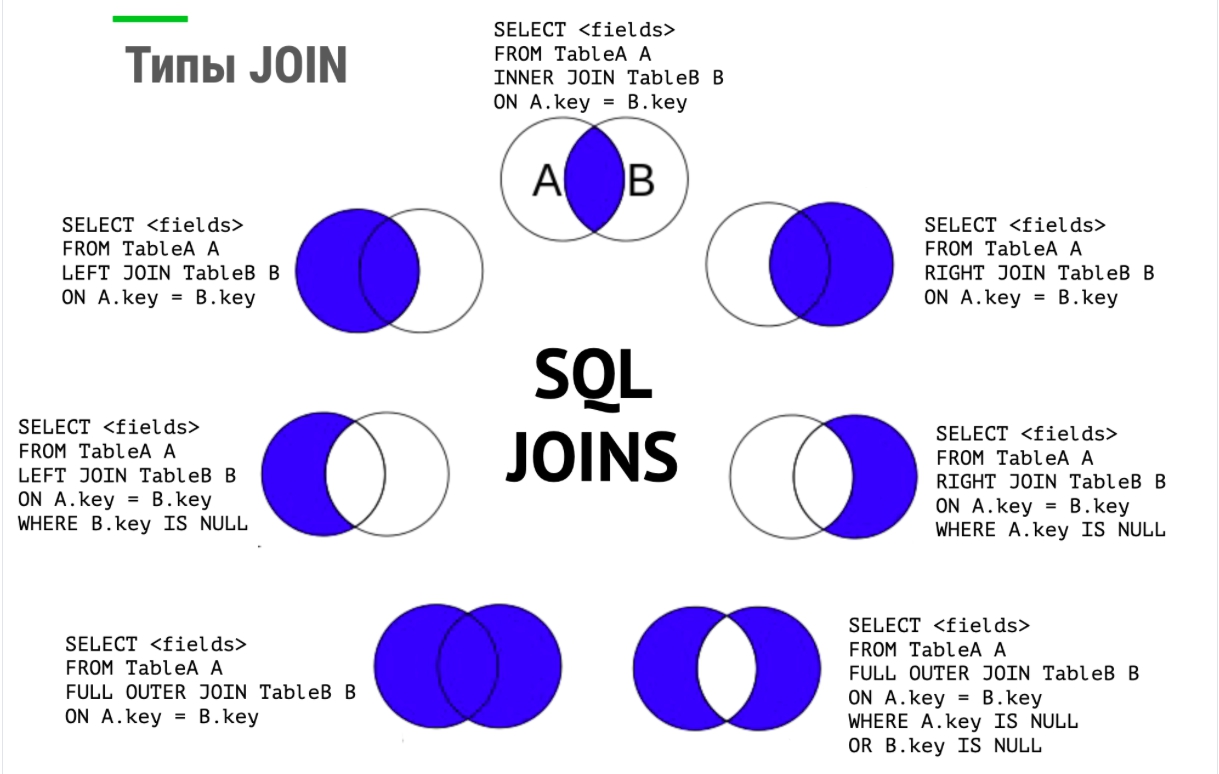 Типы JOIN
SELECT <fields>
FROM TableA A
INNER JOIN TableB B
ON A.key = B.key
A B
SELECT <fields>
FROM TableA A
LEFT JOIN TableB B
ON A.key = B.key
SELECT <fields>
FROM TableA A
RIGHT JOIN TableB B
ON A.key = B.key
SQL
JOINS
SELECT <fields>
FROM TableA A
LEFT JOIN TableB B
ON A.key = B.key
WHERE B.key IS NULL
SELECT <fields>
FROM TableA A
RIGHT JOIN TableB B
ON A.key = B.key
WHERE A.key IS NULL
SELECT <fields>
FROM TableA A
FULL OUTER JOIN TableB B
ON A.key = B.key
SELECT <fields>
FROM TableA A
FULL OUTER JOIN TableB B
ON A.key = B.key
WHERE A.key IS NULL
OR B.key IS NULL